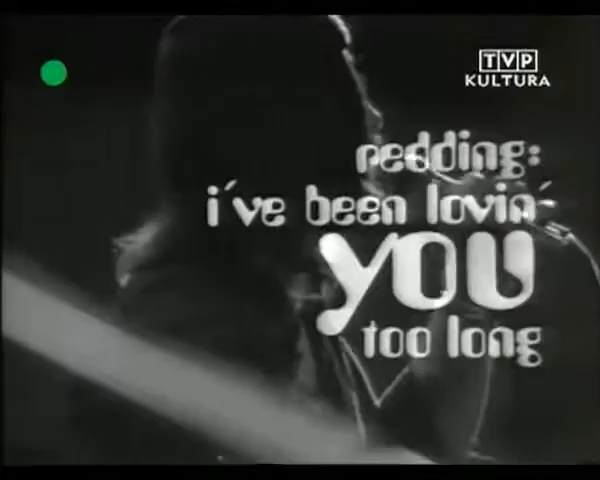 TVP
KULTURA
redding:
i've been lovin'
YOU
too long